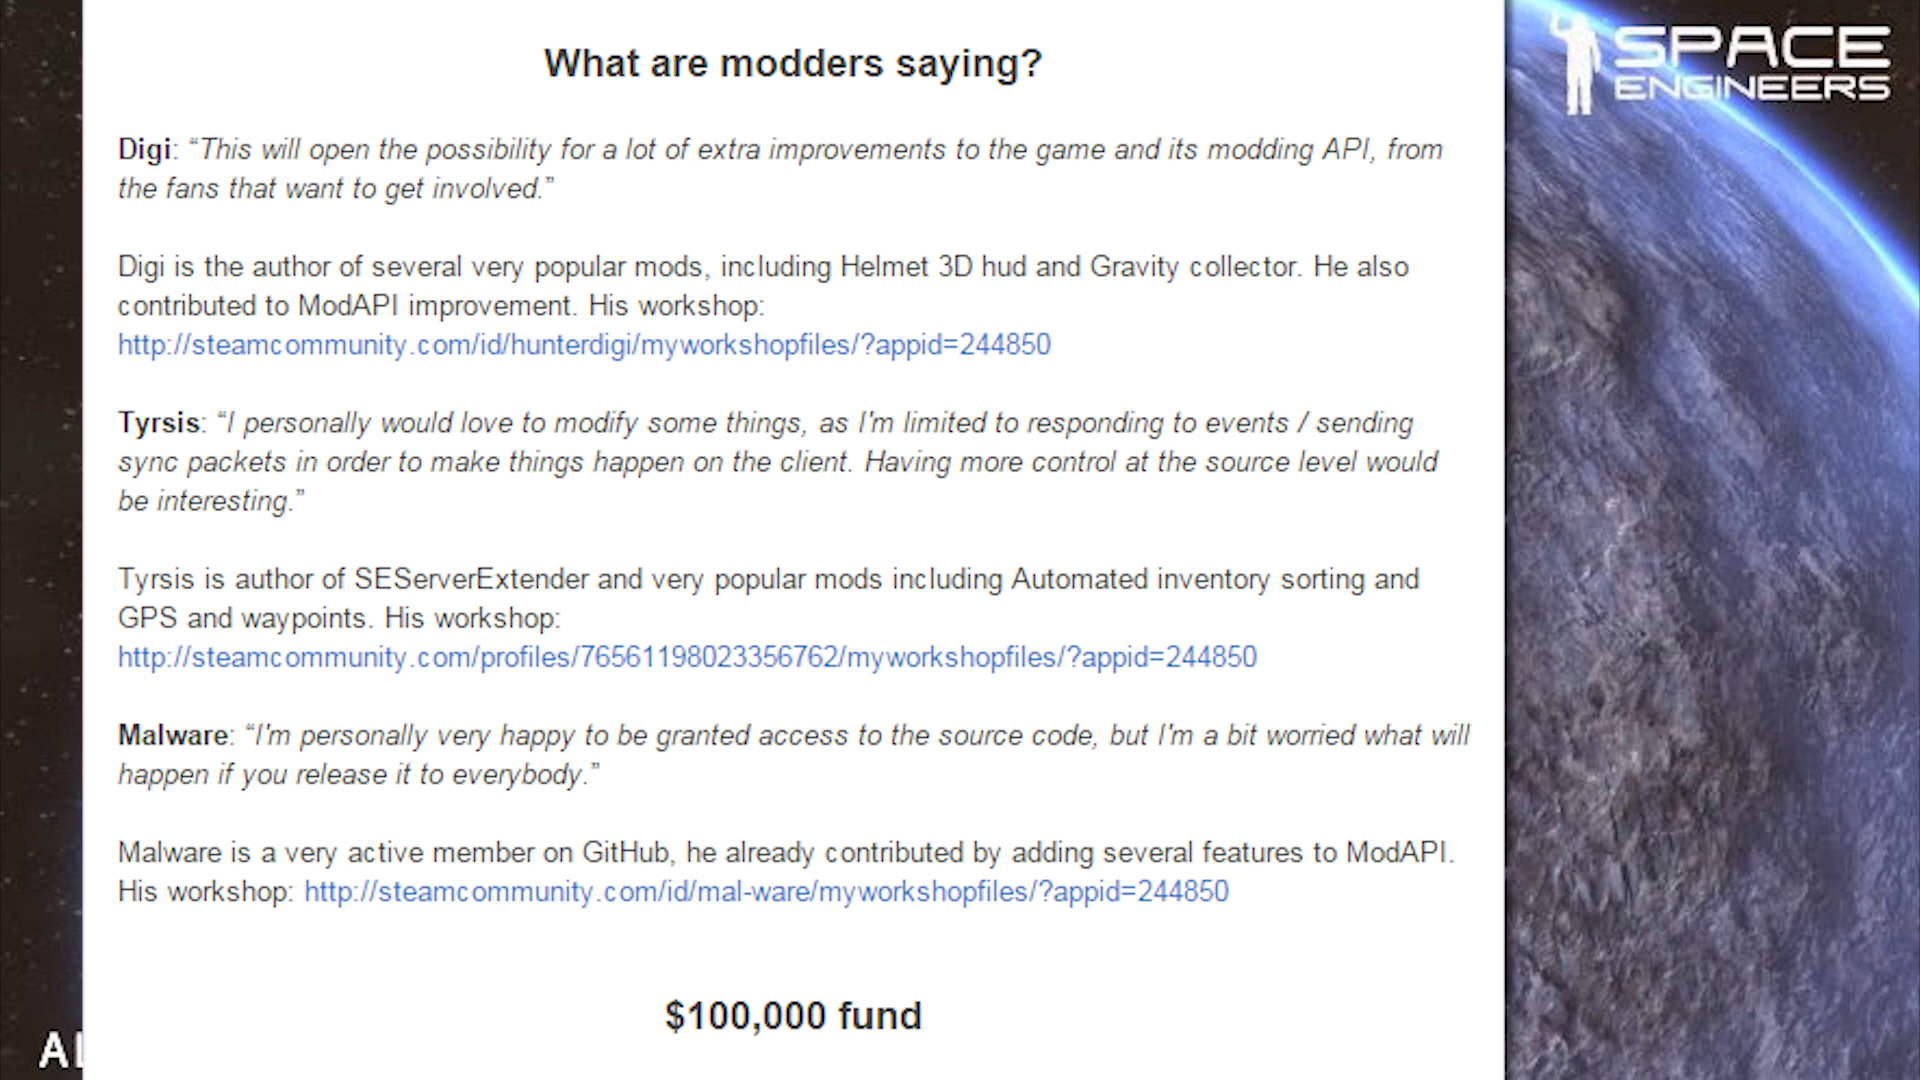 What are modders saying?
SPACE
ENGINEERS
Digi: “This will open the possibility for a lot of extra improvements to the game and its modding API, from
the fans that want to get involved.”
Digi is the author of several very popular mods, including Helmet 3D hud and Gravity collector. He also
contributed to ModAPI improvement. His workshop:
http://steamcommunity.com/id/hunterdigi/myworkshopfiles/?appid=244850
Tyrsis: “I personally would love to modify some things, as I'm limited to responding to events / sending
sync packets in order to make things happen on the client. Having more control at the source level would
be interesting.”
Tyrsis is author of SEServerExtender and very popular mods including Automated inventory sorting and
GPS and waypoints. His workshop:
http://steamcommunity.com/profiles/76561198023356762/myworkshopfiles/?appid=244850
Malware: “I'm personally very happy to be granted access to the source code, but I'm a bit worried what will
happen if you release it to everybody.”
Malware is a very active member on GitHub, he already contributed by adding several features to ModAPI.
His workshop: http://steamcommunity.com/id/mal-ware/myworkshopfiles/?appid=244850
$100,000 fund